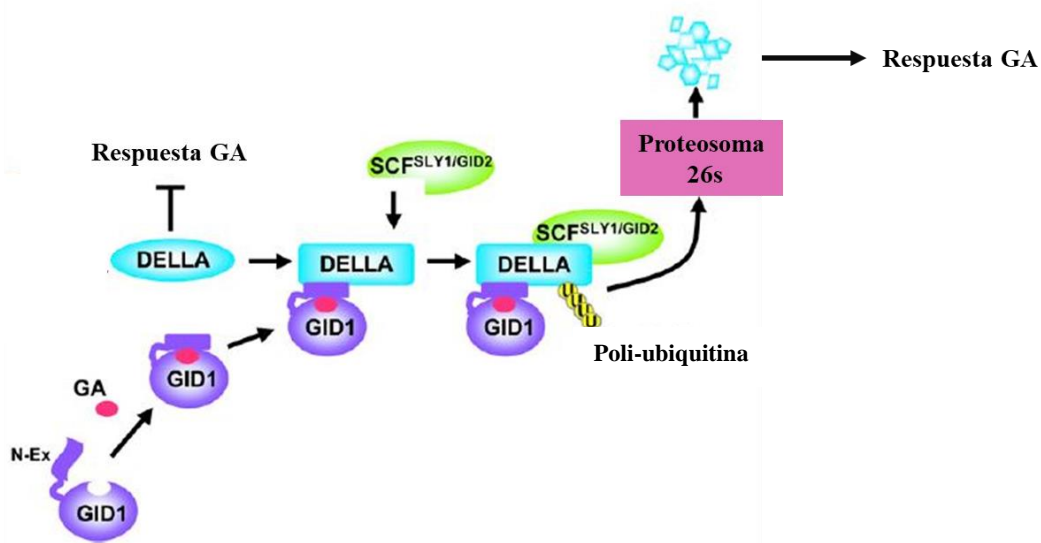 Respuesta GA
Proteosoma
26s
Respuesta GA
SCFSLY1/GID2
SCFSLY1/GID2
DELLA
DELLA
DELLA
U
U
U
U
GID1
GID1
Poli-ubiquitina
GID1
GA
N-Ex
GID1